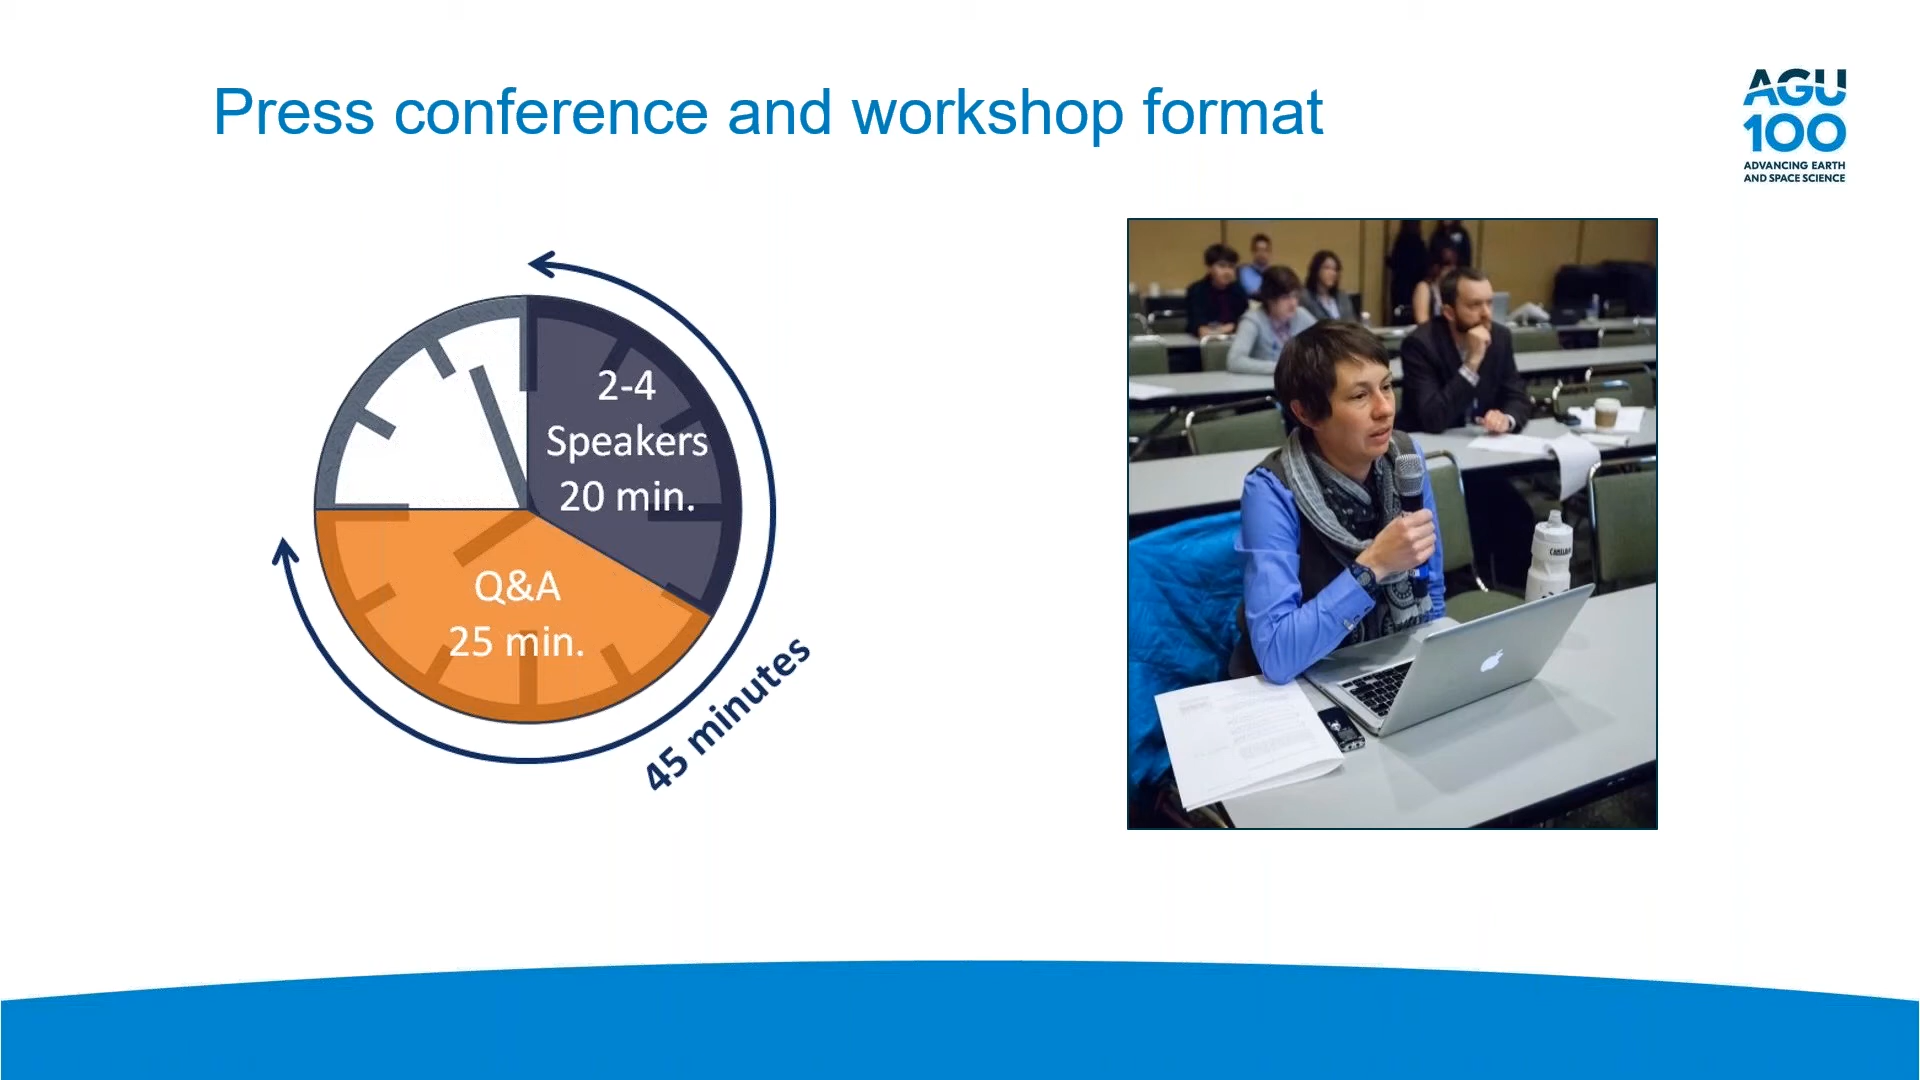 Press conference and workshop format
AGU
100
ADVANCING EARTH
AND SPACE SCIENCE
2-4
Speakers
20 min.
Q&A
25 min.
45 minutes